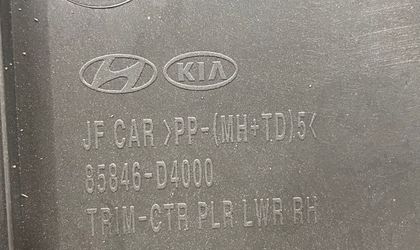 KIA
JF CAR >PP-(MH+TD)5<
85846-D4000
TRIM-CTR PLR LWR RH